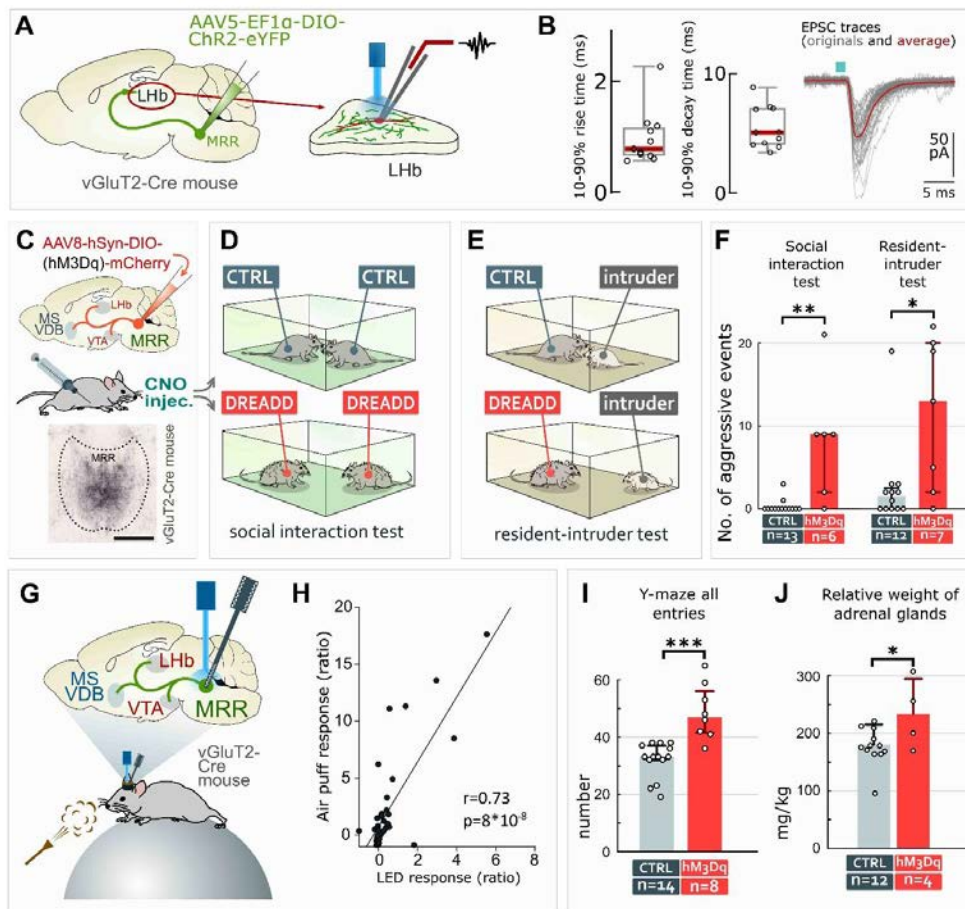 A
AAV5-EF1α-DIO-
ChR2-eYFP
LHb
MRR
vGluT2-Cre mouse
LHb
B
10-90% rise time (ms)
2
0
10-90% decay time (ms)
10
0
EPSC traces
(originals and average)
50
pA
5 ms
C
AAV8-hSyn-DIO-
(hM3Dq)-mCherry
LHb
MS
VDB
VTA
MRR
CNO
injec.
MRR
vGluT2-Cre mouse
D
CTRL
CTRL
DREADD
DREADD
social interaction test
E
CTRL
intruder
DREADD
intruder
resident-intruder test
F
Social
interaction
test
Resident-
intruder
test
**
*
No. of aggressive events
20
10
0
CTRL
n=13
hM3Dq
n=6
CTRL
n=12
hM3Dq
n=7
G
LHb
MS
VDB
VTA
MRR
vGluT2-
Cre
mouse
H
Air puff response (ratio)
20
15
10
5
0
r=0.73
p=8*10⁻⁸
0 2 4 6 8
LED response (ratio)
I
Y-maze all
entries
***
number
60
40
20
0
CTRL
n=14
hM3Dq
n=8
J
Relative weight of
adrenal glands
*
mg/kg
300
200
100
0
CTRL
n=12
hM3Dq
n=4